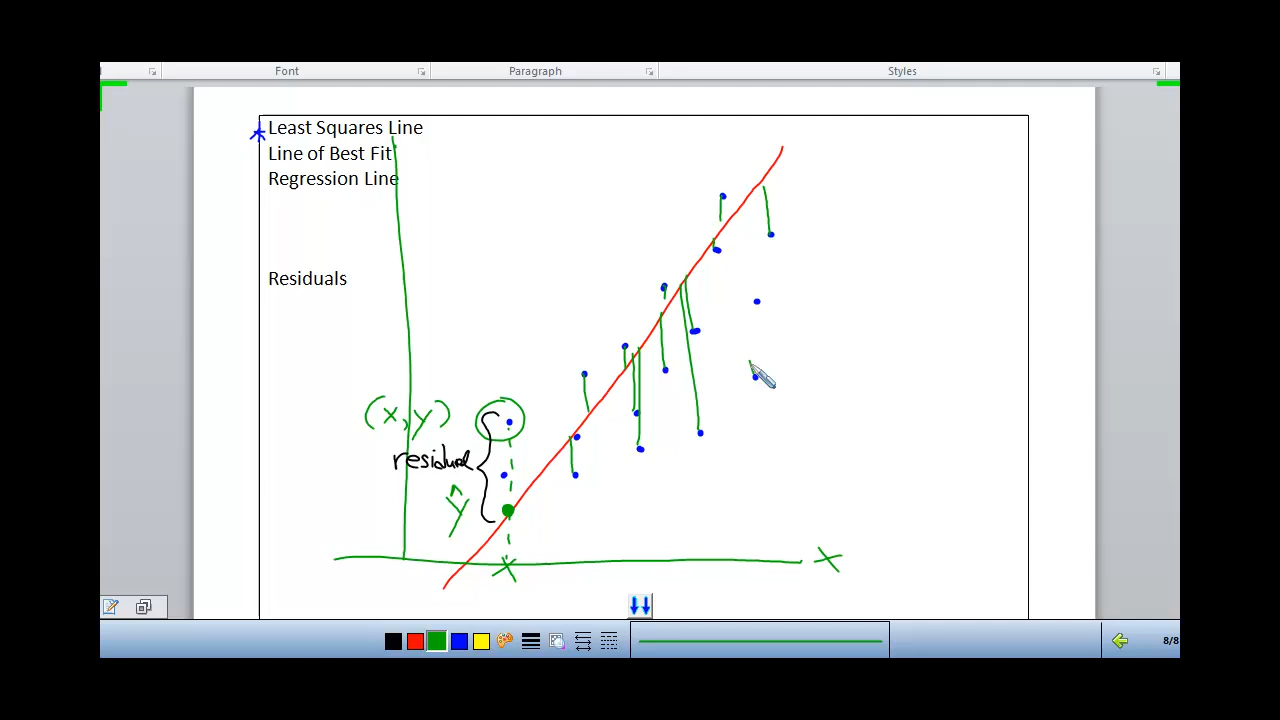 Font
Paragraph
Styles
Least Squares Line
Line of Best Fit
Regression Line
Residuals
(x,y)
residual
ŷ
x
x
8/8